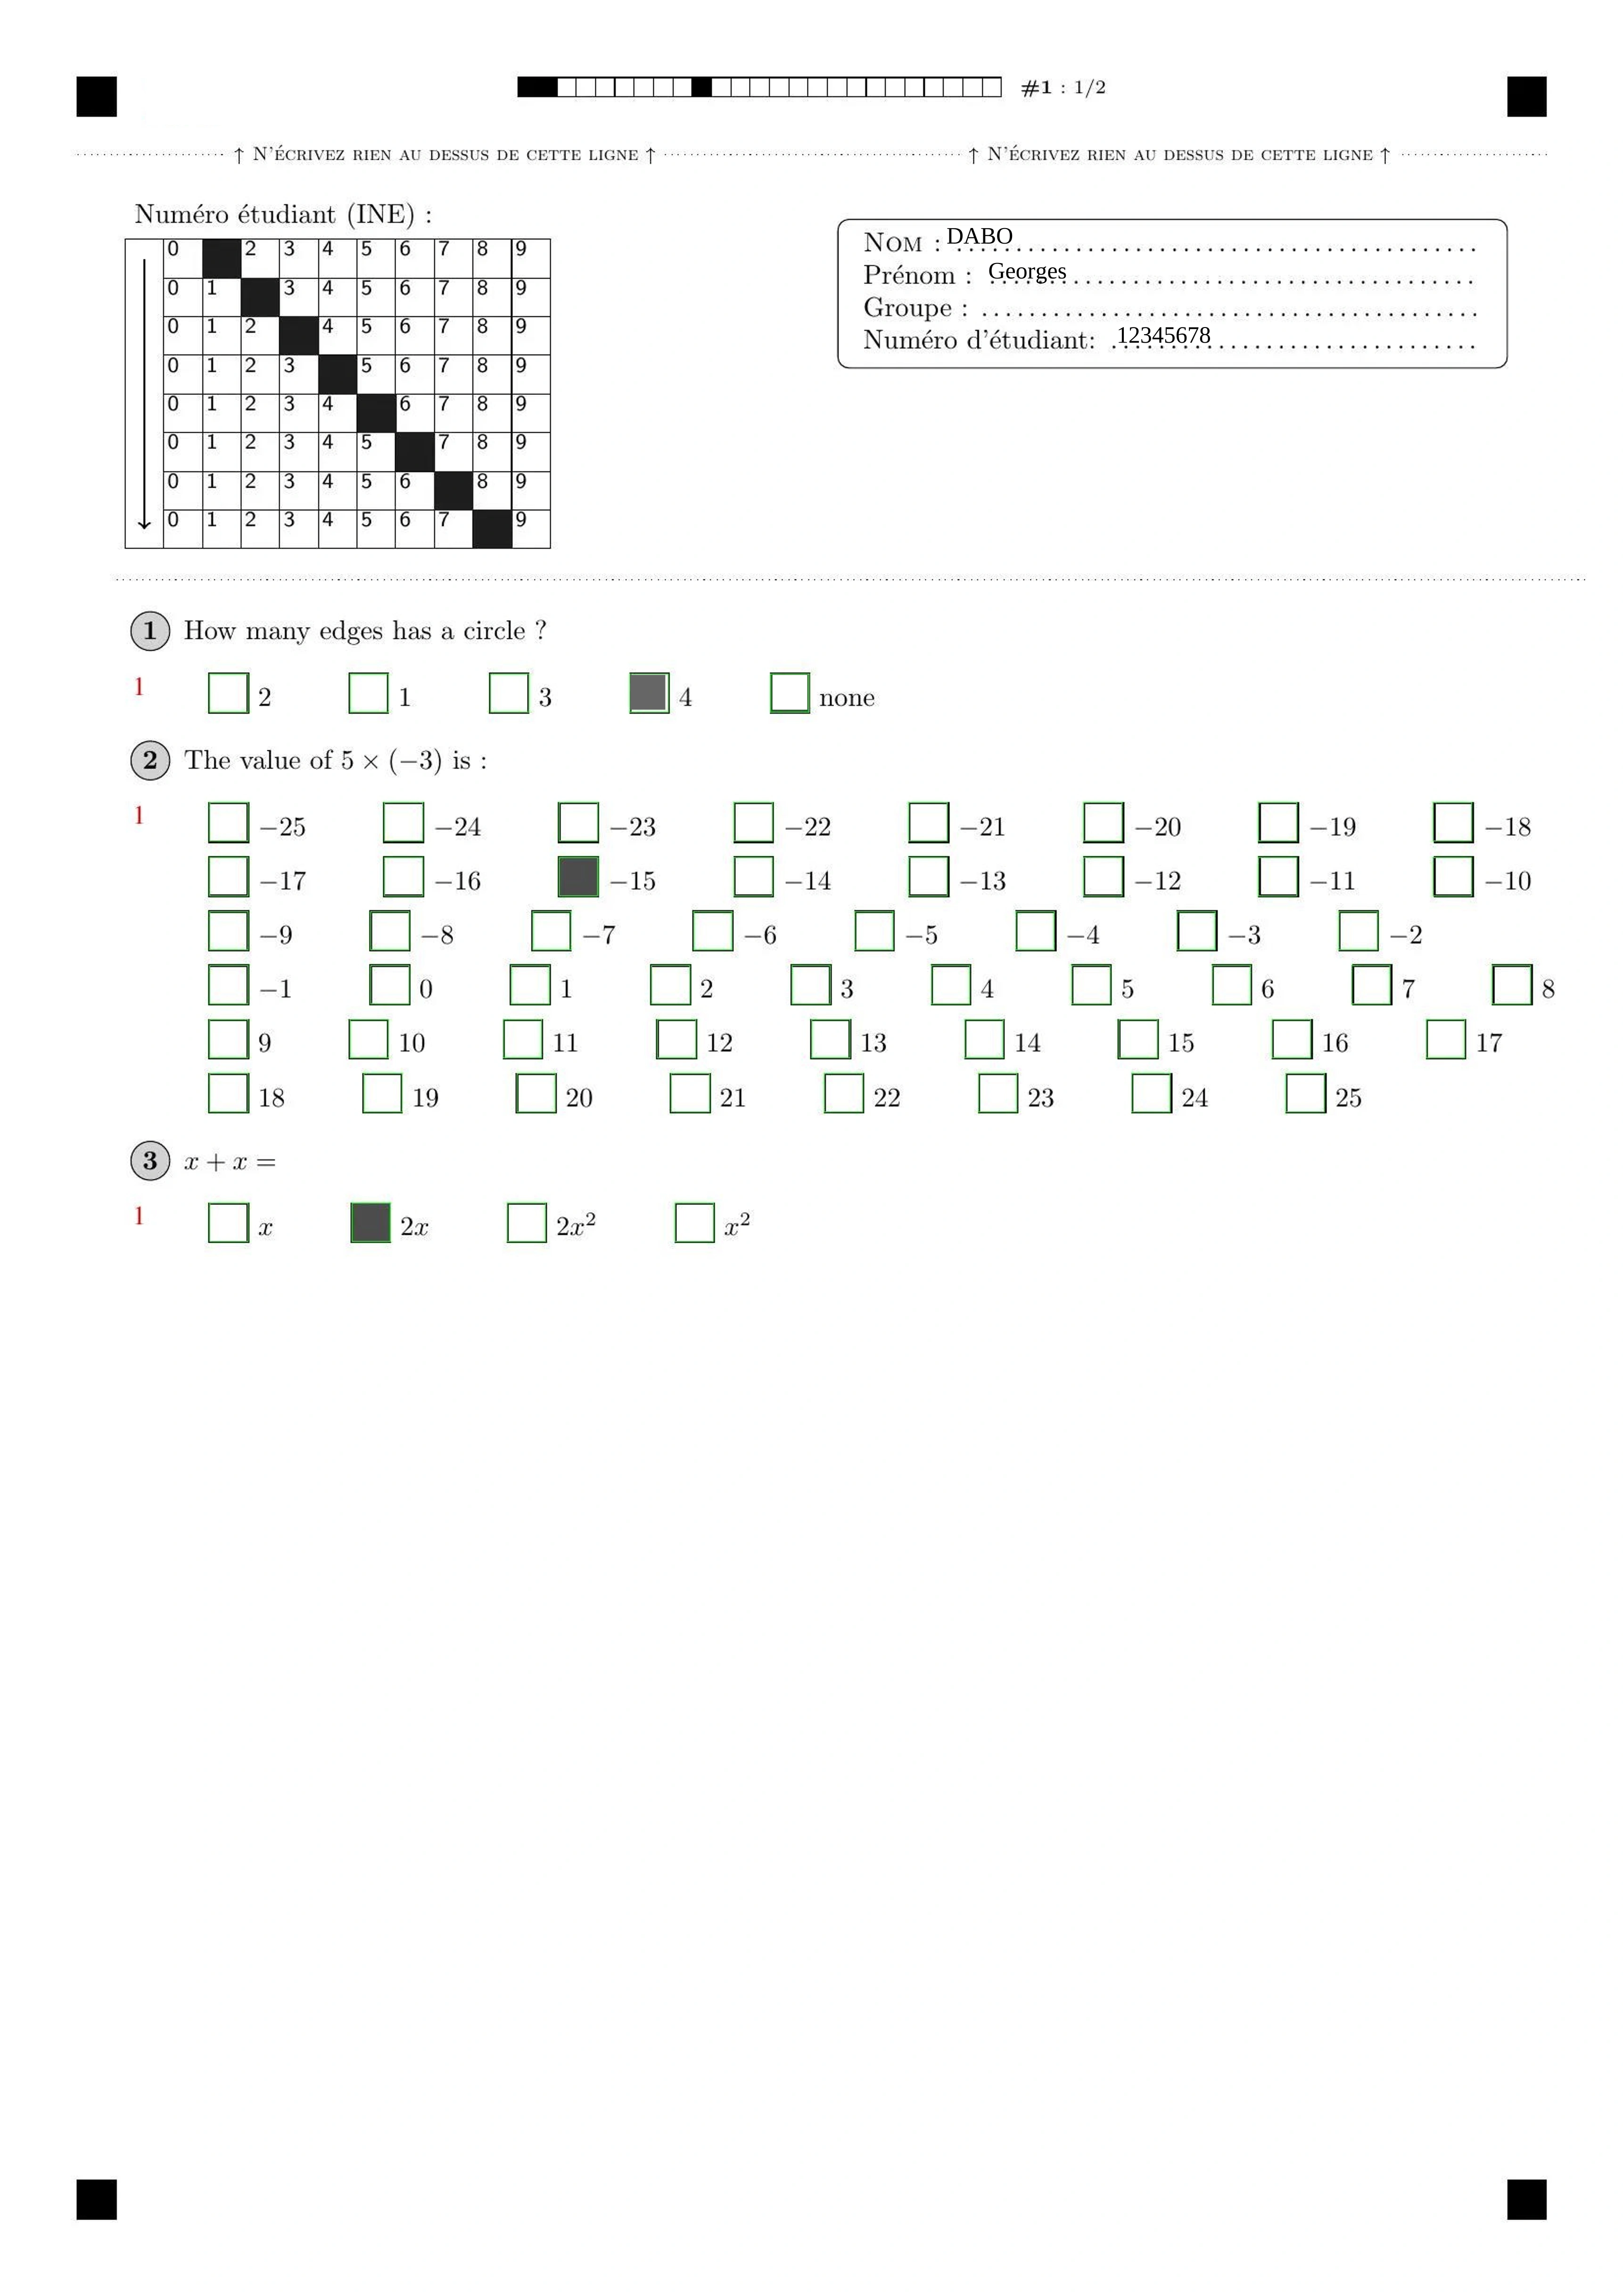 #1 : 1/2
↑ N'ÉCRIVEZ RIEN AU DESSUS DE CETTE LIGNE ↑ ↑ N'ÉCRIVEZ RIEN AU DESSUS DE CETTE LIGNE ↑
Numéro étudiant (INE) :
0 2 3 4 5 6 7 8 9
0 1 3 4 5 6 7 8 9
0 1 2 4 5 6 7 8 9
0 1 2 3 5 6 7 8 9
0 1 2 3 4 6 7 8 9
0 1 2 3 4 5 7 8 9
0 1 2 3 4 5 6 8 9
0 1 2 3 4 5 6 7 9
NOM : DABO
Prénom : Georges
Groupe :
Numéro d'étudiant: 12345678
1 How many edges has a circle ?
1 2 1 3 4 none
2 The value of 5 × (−3) is :
1 −25 −24 −23 −22 −21 −20 −19 −18
−17 −16 −15 −14 −13 −12 −11 −10
−9 −8 −7 −6 −5 −4 −3 −2
−1 0 1 2 3 4 5 6 7 8
9 10 11 12 13 14 15 16 17
18 19 20 21 22 23 24 25
3 x + x =
1 x 2x 2x² x²